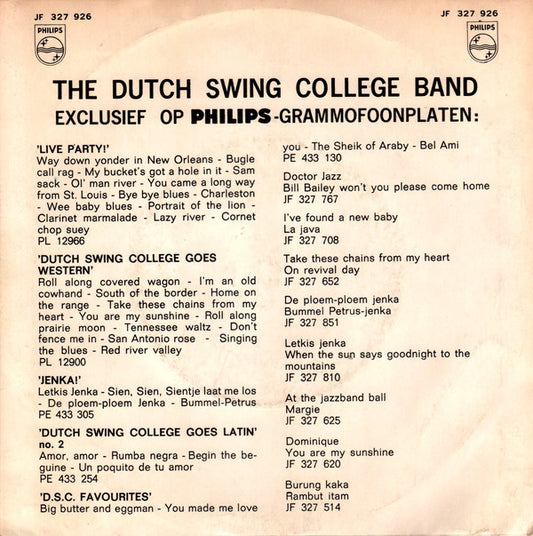 JF 327 926
JF 327 926
PHILIPS
PHILIPS
THE DUTCH SWING COLLEGE BAND
EXCLUSIEF OP PHILIPS-GRAMMOFOONPLATEN:
'LIVE PARTY!'
Way down yonder in New Orleans - Bugle
call rag - My bucket's got a hole in it - Sam
sack - Ol' man river - You came a long way
from St. Louis - Bye bye blues - Charleston
- Wee baby blues - Portrait of the lion -
Clarinet marmalade - Lazy river - Cornet
chop suey
PL 12966
'DUTCH SWING COLLEGE GOES
WESTERN'
Roll along covered wagon - I'm an old
cowhand - South of the border - Home on
the range - Take these chains from my
heart - You are my sunshine - Roll along
prairie moon - Tennessee waltz - Don't
fence me in - San Antonio rose - Singing
the blues - Red river valley
PL 12900
'JENKA!'
Letkis Jenka - Sien, Sien, Sientje laat me los
- De ploem-ploem Jenka - Bummel-Petrus
PE 433 305
'DUTCH SWING COLLEGE GOES LATIN'
no. 2
Amor, amor - Rumba negra - Begin the be-
guine - Un poquito de tu amor
PE 433 254
'D.S.C. FAVOURITES'
Big butter and eggman - You made me love
you - The Sheik of Araby - Bel Ami
PE 433 130
Doctor Jazz
Bill Bailey won't you please come home
JF 327 767
I've found a new baby
La java
JF 327 708
Take these chains from my heart
On revival day
JF 327 652
De ploem-ploem jenka
Bummel Petrus-jenka
JF 327 851
Letkis jenka
When the sun says goodnight to the
mountains
JF 327 810
At the jazzband ball
Margie
JF 327 625
Dominique
You are my sunshine
JF 327 620
Burung kaka
Rambut itam
JF 327 514